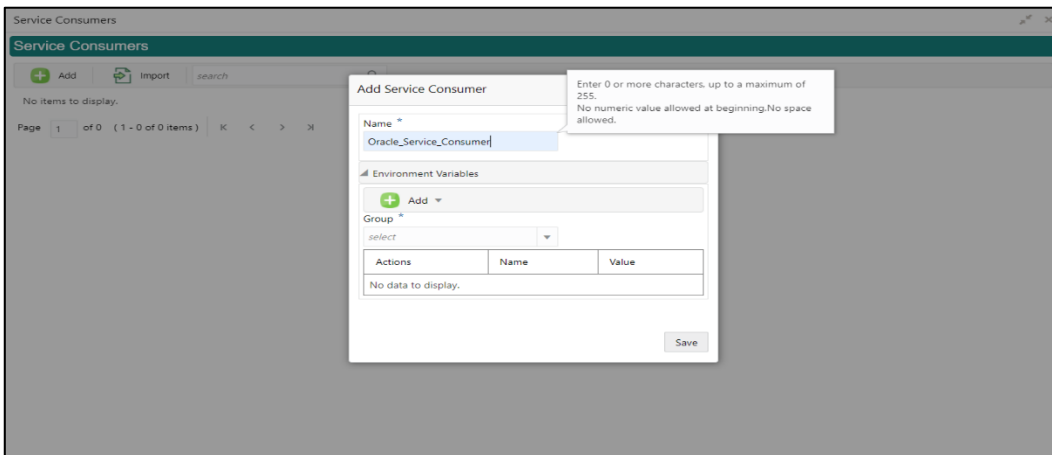 Service Consumers
Service Consumers
Add Import search
No items to display.
Page 1 of 0 (1 - 0 of 0 items) K < > >|
Add Service Consumer
Enter 0 or more characters. up to a maximum of
255.
No numeric value allowed at beginning.No space
allowed.
Name *
Oracle_Service_Consumer
Environment Variables
Add
Group *
select
Actions Name Value
No data to display.
Save